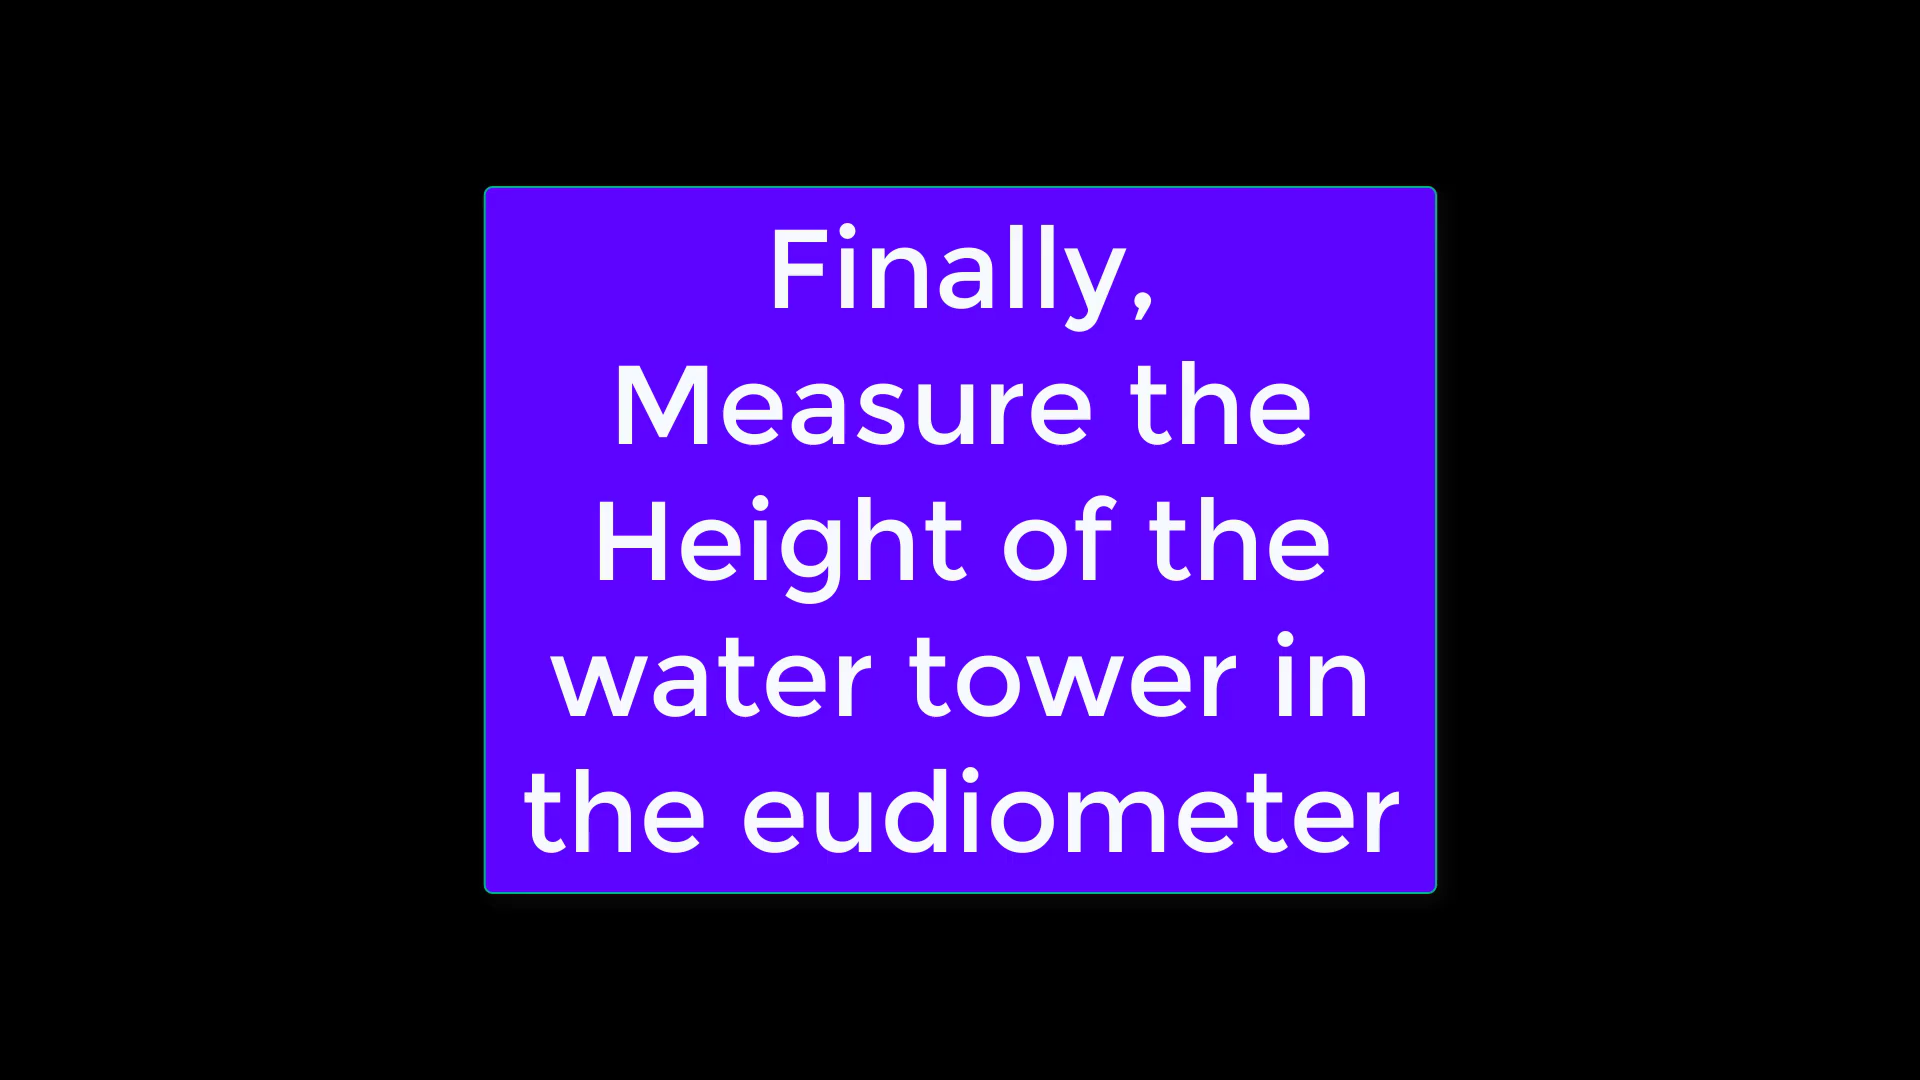 Finally,
Measure the
Height of the
water tower in
the eudiometer